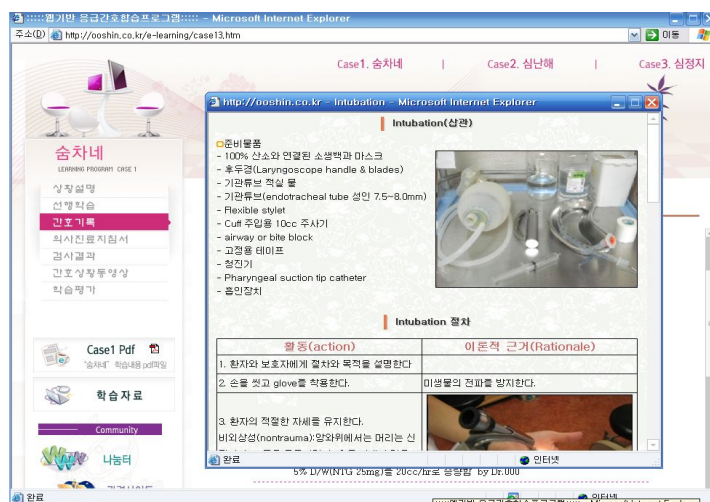 :::::웹기반 응급간호학습프로그램::::: - Microsoft Internet Explorer
주소(D) http://ooshin.co.kr/e-learning/case13.htm 이동
Case1. 숨차네 | Case2. 심난해 | Case3. 심정지
숨차네
LEARNING PROGRAM CASE 1
상황설명
선행학습
간호기록
의사진료지침서
검사결과
간호상황동영상
학습평가
Case1 Pdf
"숨차네" 학습내용 pdf파일
학습자료
Community
나눔터
http://ooshin.co.kr - Intubation - Microsoft Internet Explorer
Intubation(삽관)
준비물품
- 100% 산소와 연결된 소생백과 마스크
- 후두경(Laryngoscope handle & blades)
- 기관튜브 적실 물
- 기관튜브(endotracheal tube 성인 7.5~8.0mm)
- Flexible stylet
- Cuff 주입용 10cc 주사기
- airway or bite block
- 고정용 테이프
- 청진기
- Pharyngeal suction tip catheter
- 흡인장치
Intubation 절차
활동(action) 이론적 근거(Rationale)
1. 환자와 보호자에게 절차와 목적을 설명한다
2. 손을 씻고 glove를 착용한다. 미생물의 전파를 방지한다.
3. 환자의 적절한 자세를 유지한다.
비외상성(nontrauma):앙와위에서는 머리는 신
완료 인터넷
5% D/W(NTG 25mg)를 20cc/hr로 증량함 by Dr.000
완료